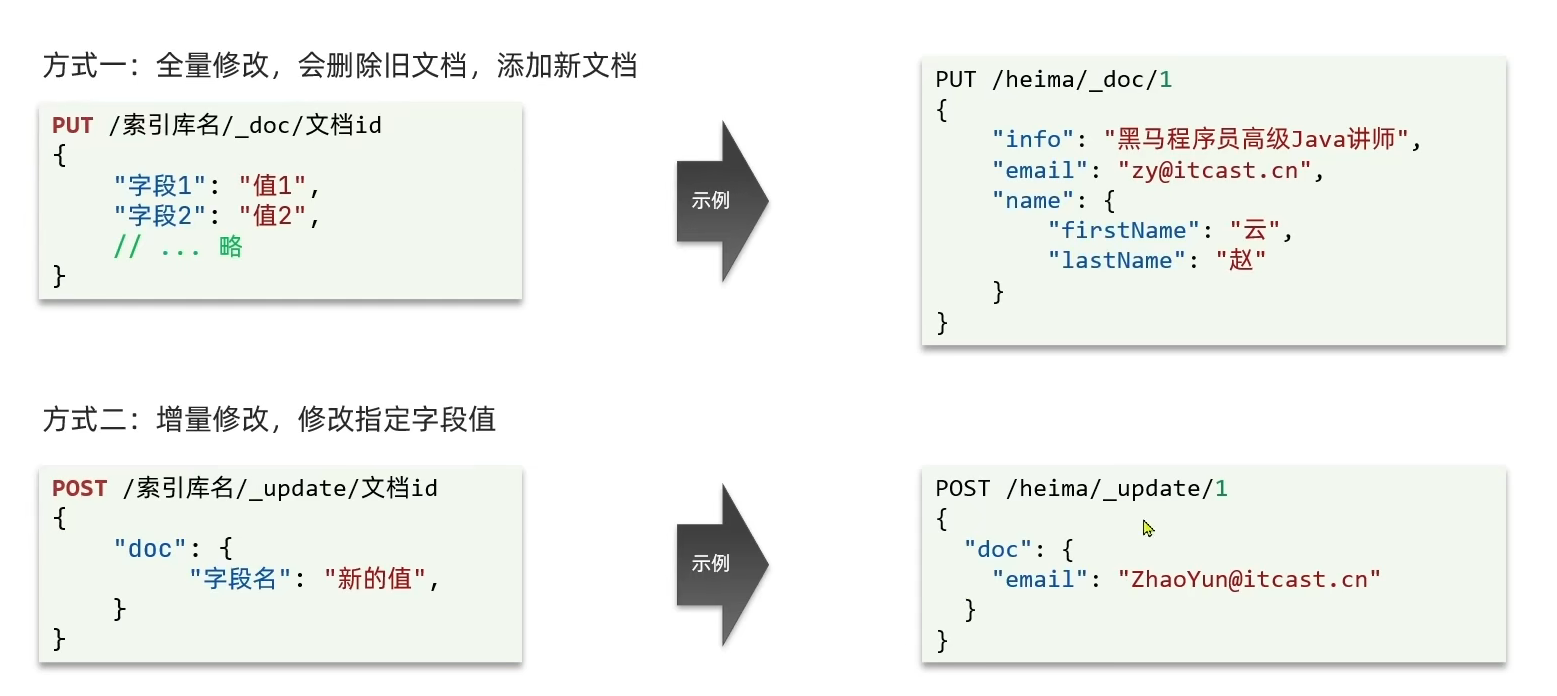 方式一：全量修改，会删除旧文档，添加新文档
PUT /索引库名/_doc/文档id
{
    "字段1": "值1",
    "字段2": "值2",
    // ... 略
}
示例
PUT /heima/_doc/1
{
    "info": "黑马程序员高级Java讲师",
    "email": "zy@itcast.cn",
    "name": {
        "firstName": "云",
        "lastName": "赵"
    }
}
方式二：增量修改，修改指定字段值
POST /索引库名/_update/文档id
{
    "doc": {
         "字段名": "新的值",
    }
}
示例
POST /heima/_update/1
{
  "doc": {
    "email": "ZhaoYun@itcast.cn"
  }
}